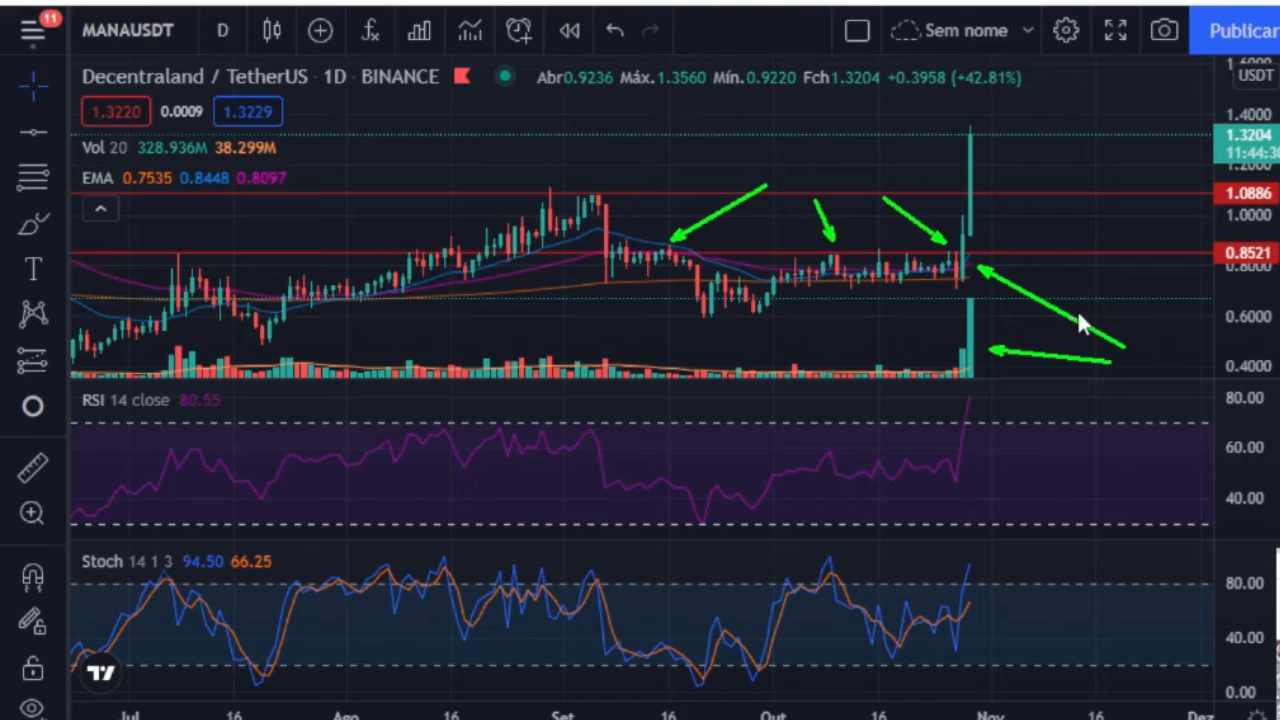 11
MANAUSDT D Sem nome Publicar
Decentraland / TetherUS · 1D · BINANCE Abr0.9236 Máx.1.3560 Mín.0.9220 Fch1.3204 +0.3958 (+42.81%)
USDT
1.3220 0.0009 1.3229
1.4000
1.3204
Vol 20 328.936M 38.299M
EMA 0.7535 0.8448 0.8097
1.0886
1.0000
0.8521
0.8000
0.6000
0.4000
RSI 14 close 80.55
80.00
60.00
40.00
Stoch 14 1 3 94.50 66.25
80.00
40.00
0.00
Jul 16 Ago 16 Set 16 Out 16 Nov 16 Dez